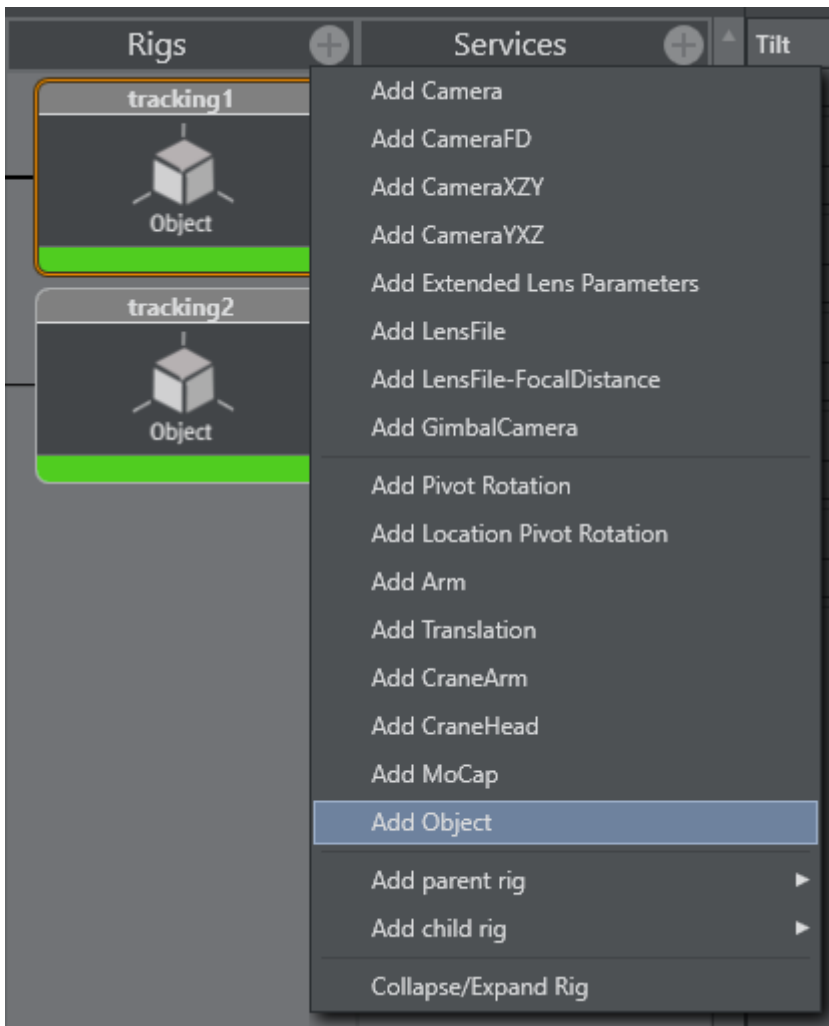 Rigs
Services
Tilt
tracking1
Object
tracking2
Object
Add Camera
Add CameraFD
Add CameraXZY
Add CameraYXZ
Add Extended Lens Parameters
Add LensFile
Add LensFile-FocalDistance
Add GimbalCamera
Add Pivot Rotation
Add Location Pivot Rotation
Add Arm
Add Translation
Add CraneArm
Add CraneHead
Add MoCap
Add Object
Add parent rig
Add child rig
Collapse/Expand Rig